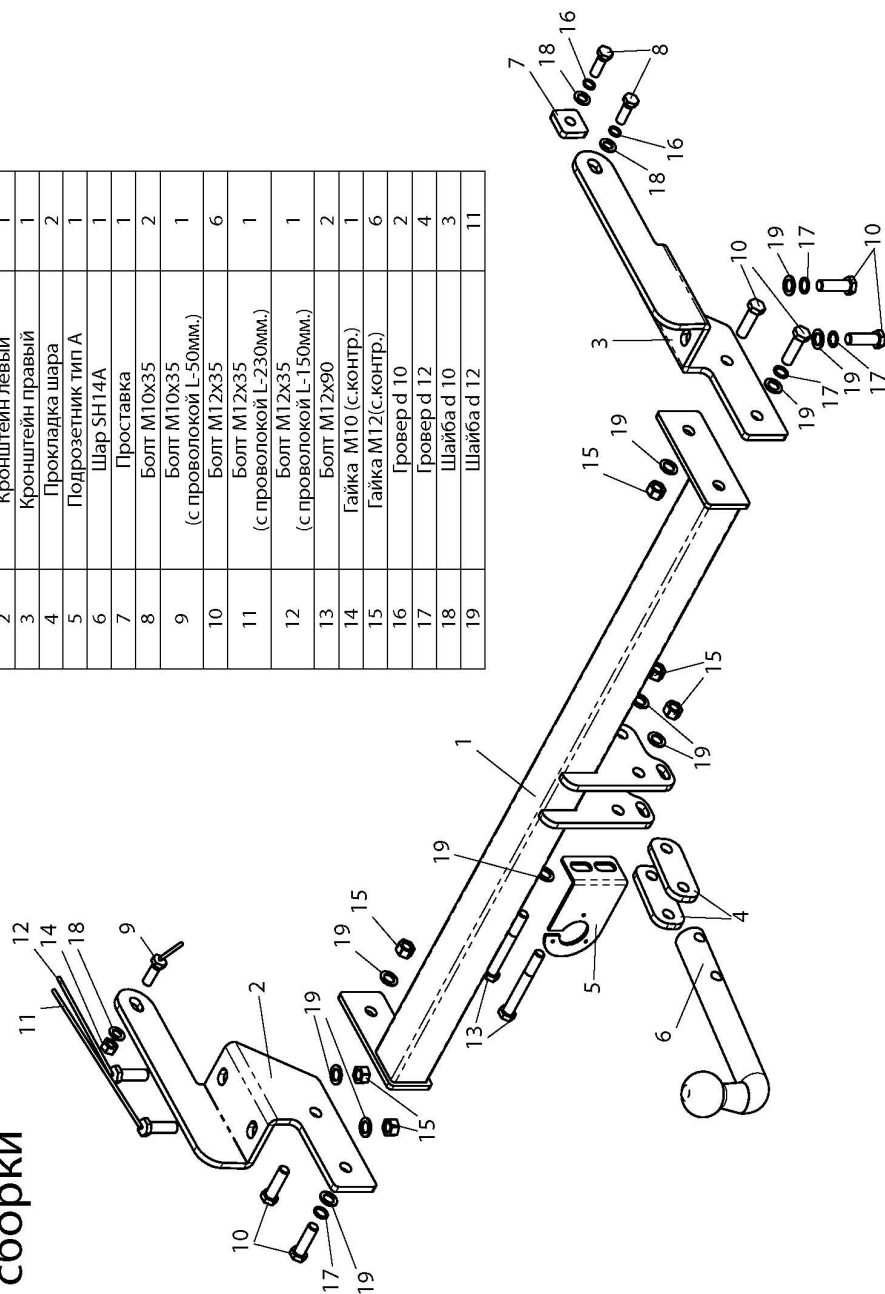 сборки
2 Кронштейн левый 1
3 Кронштейн правый 1
4 Прокладка шара 2
5 Подрозетник тип А 1
6 Шар SH14A 1
7 Проставка 1
8 Болт М10х35 2
9 Болт М10х35 1
(с проволокой L-50мм.)
10 Болт М12х35 6
11 Болт М12х35 1
(с проволокой L-230мм.)
12 Болт М12х35 1
(с проволокой L-150мм.)
13 Болт М12х90 2
14 Гайка М10 (с.контр.) 1
15 Гайка М12(с.контр.) 6
16 Гровер d 10 2
17 Гровер d 12 4
18 Шайба d 10 3
19 Шайба d 12 11
11
12
14
18
9
2
10
17
19
19
15
19
15
1
19
13
5
4
6
19
15
15
19
3
7
18
16
8
18
16
10
19
17
10
19
17
19
17